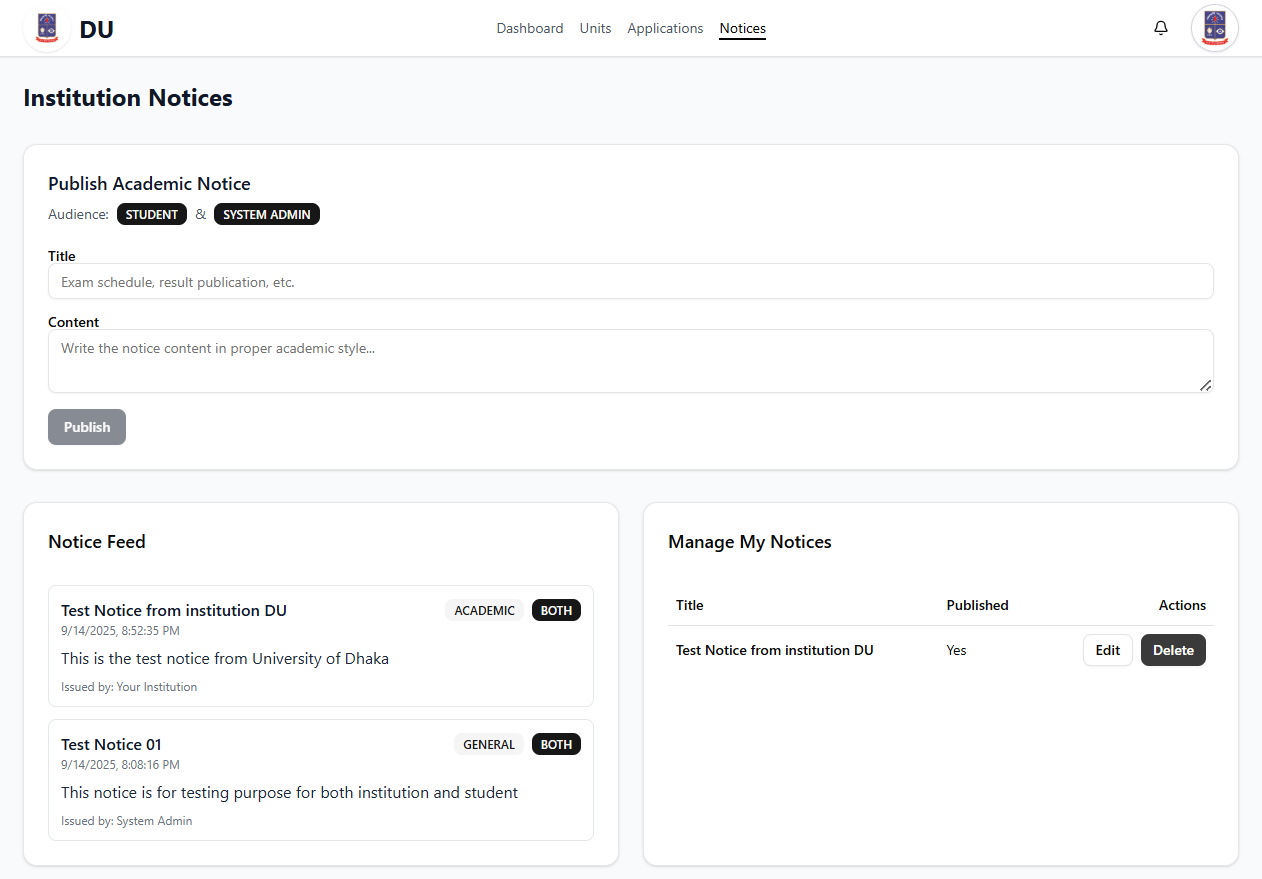 DU
Dashboard Units Applications Notices
Institution Notices
Publish Academic Notice
Audience: STUDENT & SYSTEM ADMIN
Title
Exam schedule, result publication, etc.
Content
Write the notice content in proper academic style...
Publish
Notice Feed
Test Notice from institution DU ACADEMIC BOTH
9/14/2025, 8:52:35 PM
This is the test notice from University of Dhaka
Issued by: Your Institution
Test Notice 01 GENERAL BOTH
9/14/2025, 8:08:16 PM
This notice is for testing purpose for both institution and student
Issued by: System Admin
Manage My Notices
Title Published Actions
Test Notice from institution DU Yes Edit Delete